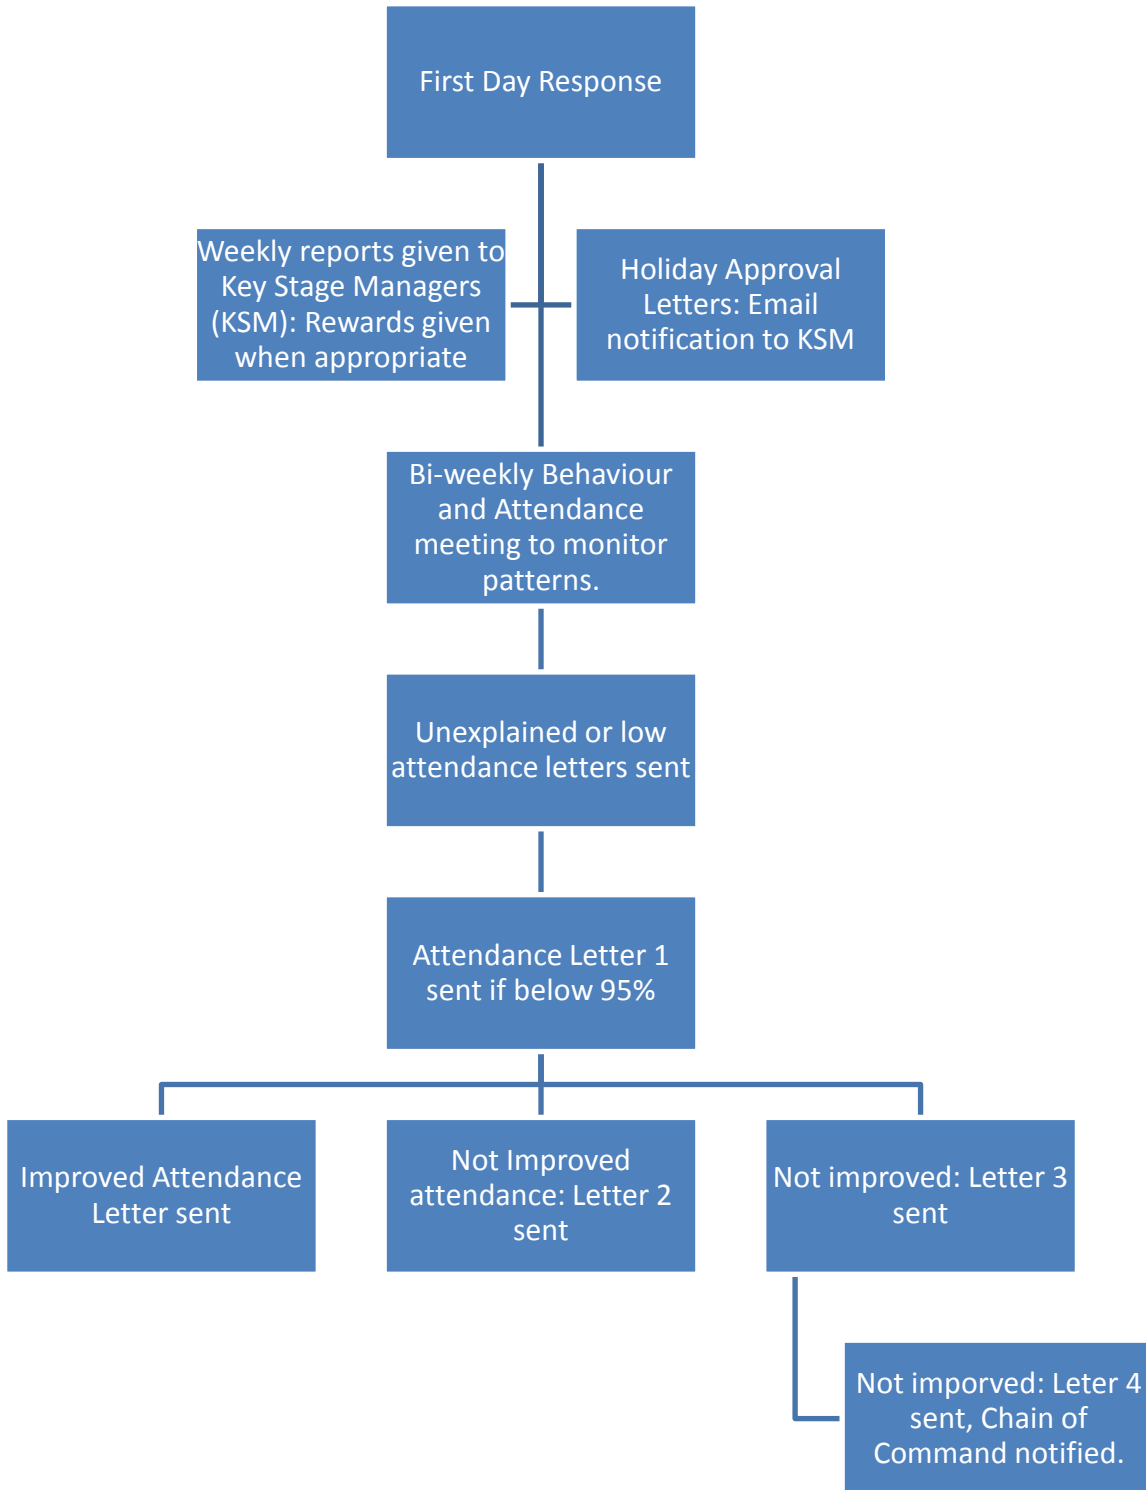 First Day Response
Weekly reports given to
Key Stage Managers
(KSM): Rewards given
when appropriate
Holiday Approval
Letters: Email
notification to KSM
Bi-weekly Behaviour
and Attendance
meeting to monitor
patterns.
Unexplained or low
attendance letters sent
Attendance Letter 1
sent if below 95%
Improved Attendance
Letter sent
Not Improved
attendance: Letter 2
sent
Not improved: Letter 3
sent
Not imporved: Leter 4
sent, Chain of
Command notified.